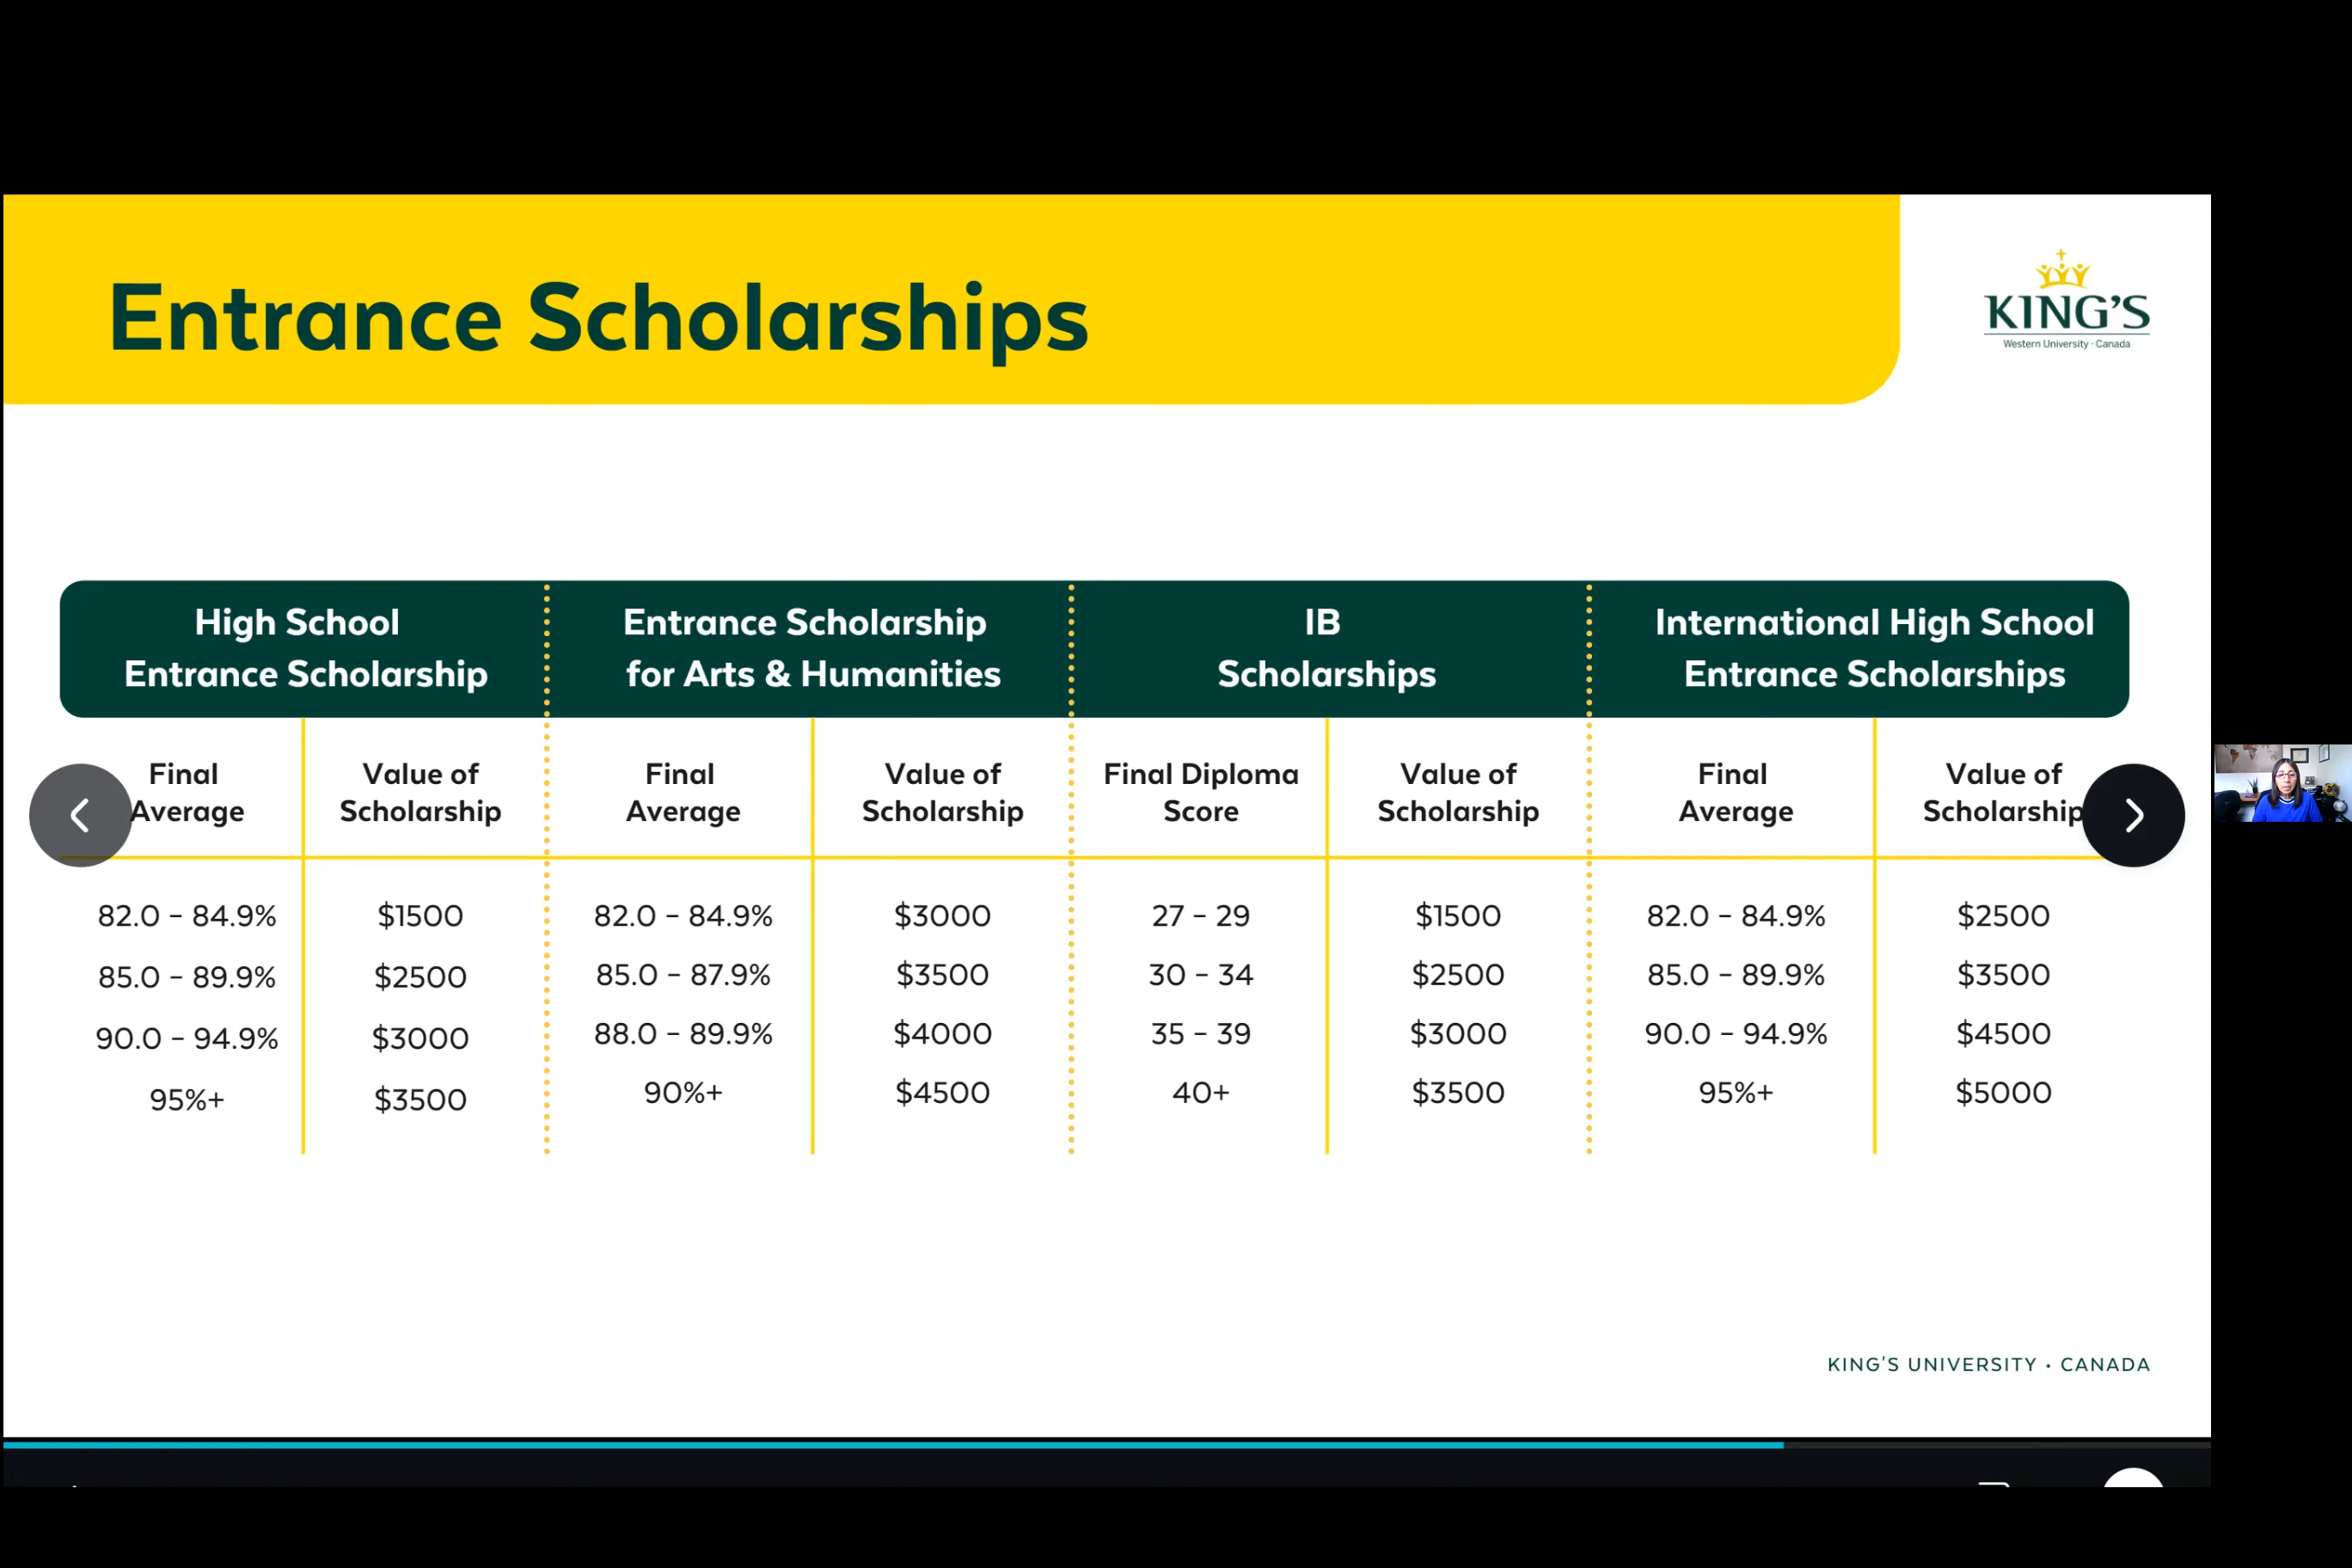 Entrance Scholarships
KING'S
Western University · Canada
High School
Entrance Scholarship
Entrance Scholarship
for Arts & Humanities
IB
Scholarships
International High School
Entrance Scholarships
Final
Average
Value of
Scholarship
Final
Average
Value of
Scholarship
Final Diploma
Score
Value of
Scholarship
Final
Average
Value of
Scholarship
82.0 – 84.9% $1500 82.0 – 84.9% $3000 27 – 29 $1500 82.0 – 84.9% $2500
85.0 – 89.9% $2500 85.0 – 87.9% $3500 30 – 34 $2500 85.0 – 89.9% $3500
90.0 – 94.9% $3000 88.0 – 89.9% $4000 35 – 39 $3000 90.0 – 94.9% $4500
95%+ $3500 90%+ $4500 40+ $3500 95%+ $5000
KING'S UNIVERSITY · CANADA